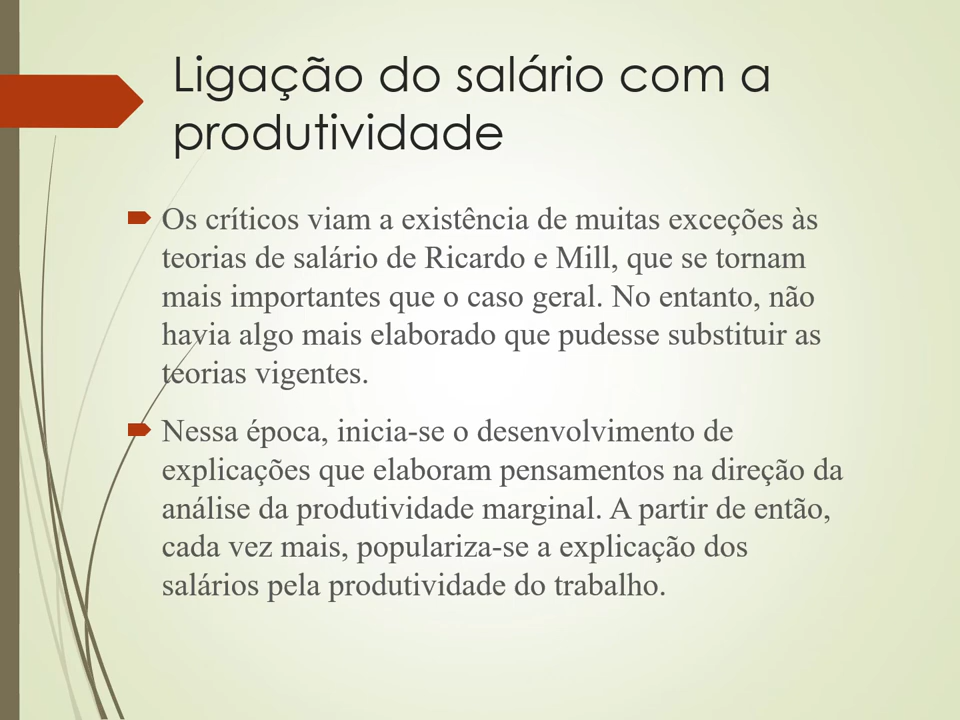 Ligação do salário com a
produtividade
Os críticos viam a existência de muitas exceções às
teorias de salário de Ricardo e Mill, que se tornam
mais importantes que o caso geral. No entanto, não
havia algo mais elaborado que pudesse substituir as
teorias vigentes.
Nessa época, inicia-se o desenvolvimento de
explicações que elaboram pensamentos na direção da
análise da produtividade marginal. A partir de então,
cada vez mais, populariza-se a explicação dos
salários pela produtividade do trabalho.